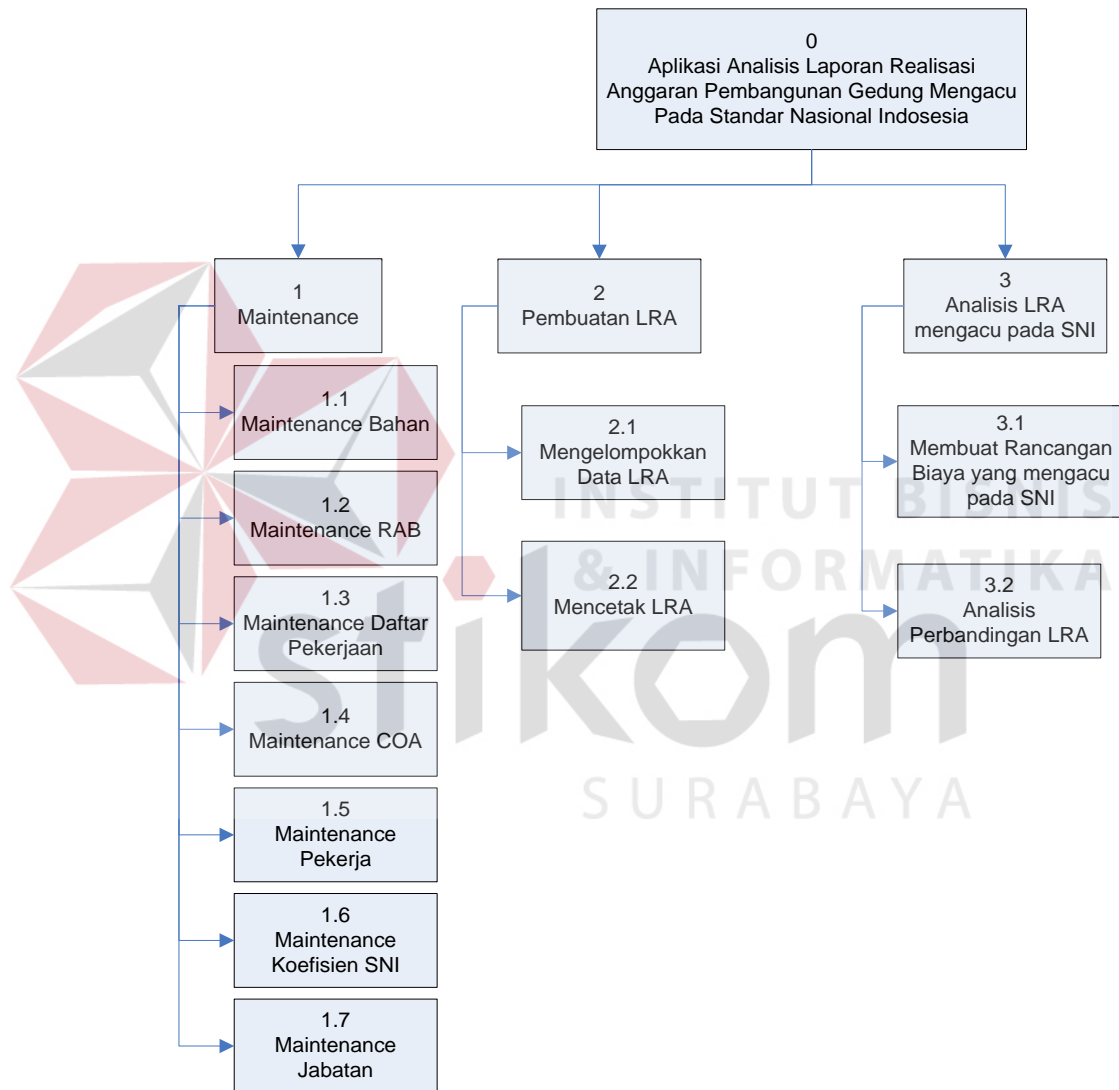 0
Aplikasi Analisis Laporan Realisasi
Anggaran Pembangunan Gedung Mengacu
Pada Standar Nasional Indosesia
1
Maintenance
2
Pembuatan LRA
3
Analisis LRA
mengacu pada SNI
1.1
Maintenance Bahan
1.2
Maintenance RAB
1.3
Maintenance Daftar
Pekerjaan
1.4
Maintenance COA
1.5
Maintenance
Pekerja
1.6
Maintenance
Koefisien SNI
1.7
Maintenance
Jabatan
2.1
Mengelompokkan
Data LRA
2.2
Mencetak LRA
3.1
Membuat Rancangan
Biaya yang mengacu
pada SNI
3.2
Analisis
Perbandingan LRA
INSTITUT BISNIS
& INFORMATIKA
stikom
SURABAYA